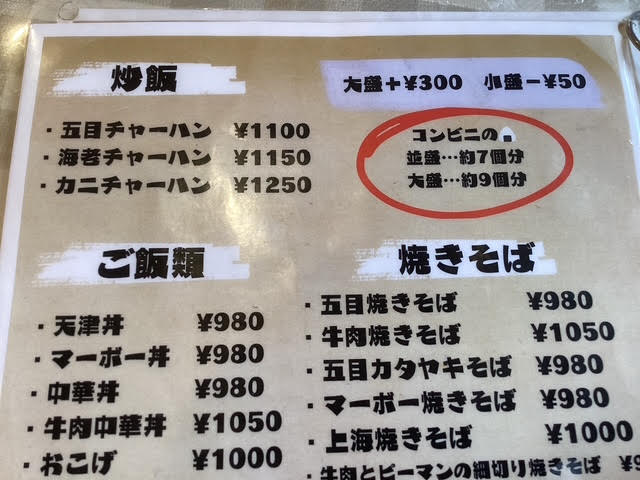 炒飯
大盛＋¥300 小盛－¥50
・五目チャーハン ¥1100
・海老チャーハン ¥1150
・カニチャーハン ¥1250
コンビニの🍙
並盛…約7個分
大盛…約9個分
ご飯類
・天津丼 ¥980
・マーボー丼 ¥980
・中華丼 ¥980
・牛肉中華丼 ¥1050
・おこげ ¥1000
焼きそば
・五目焼きそば ¥980
・牛肉焼きそば ¥1050
・五目カタヤキそば ¥980
・マーボー焼きそば ¥980
・上海焼きそば ¥1000
・牛肉とピーマンの細切り焼きそば